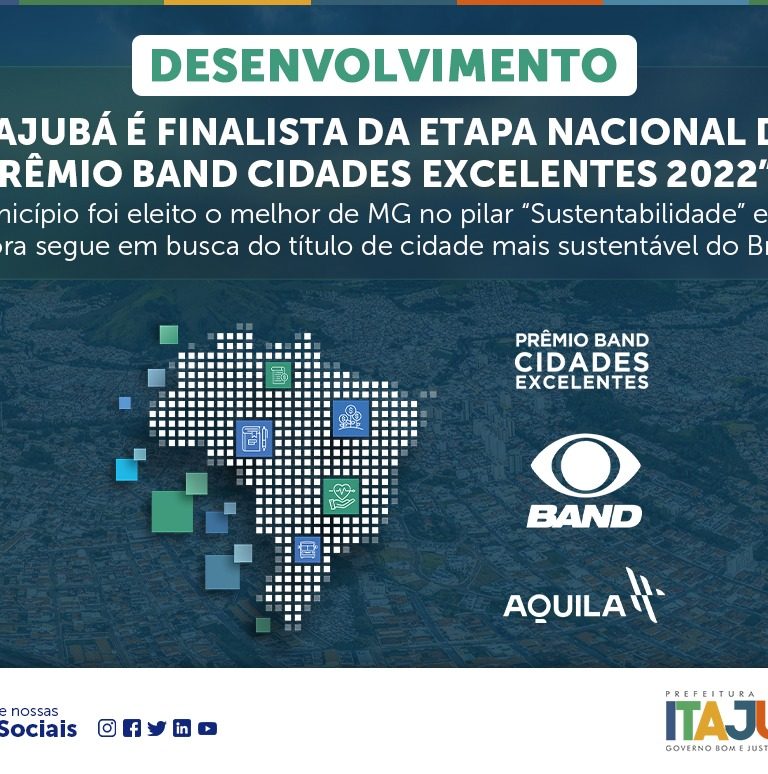 DESENVOLVIMENTO
AJUBÁ É FINALISTA DA ETAPA NACIONAL D
RÊMIO BAND CIDADES EXCELENTES 2022"
nicípio foi eleito o melhor de MG no pilar “Sustentabilidade” e
ora segue em busca do título de cidade mais sustentável do Br
PRÊMIO BAND
CIDADES
EXCELENTES
BAND
AQUILA
e nossas
Sociais
PREFEITURA
ITAJU
GOVERNO BOM E JUST